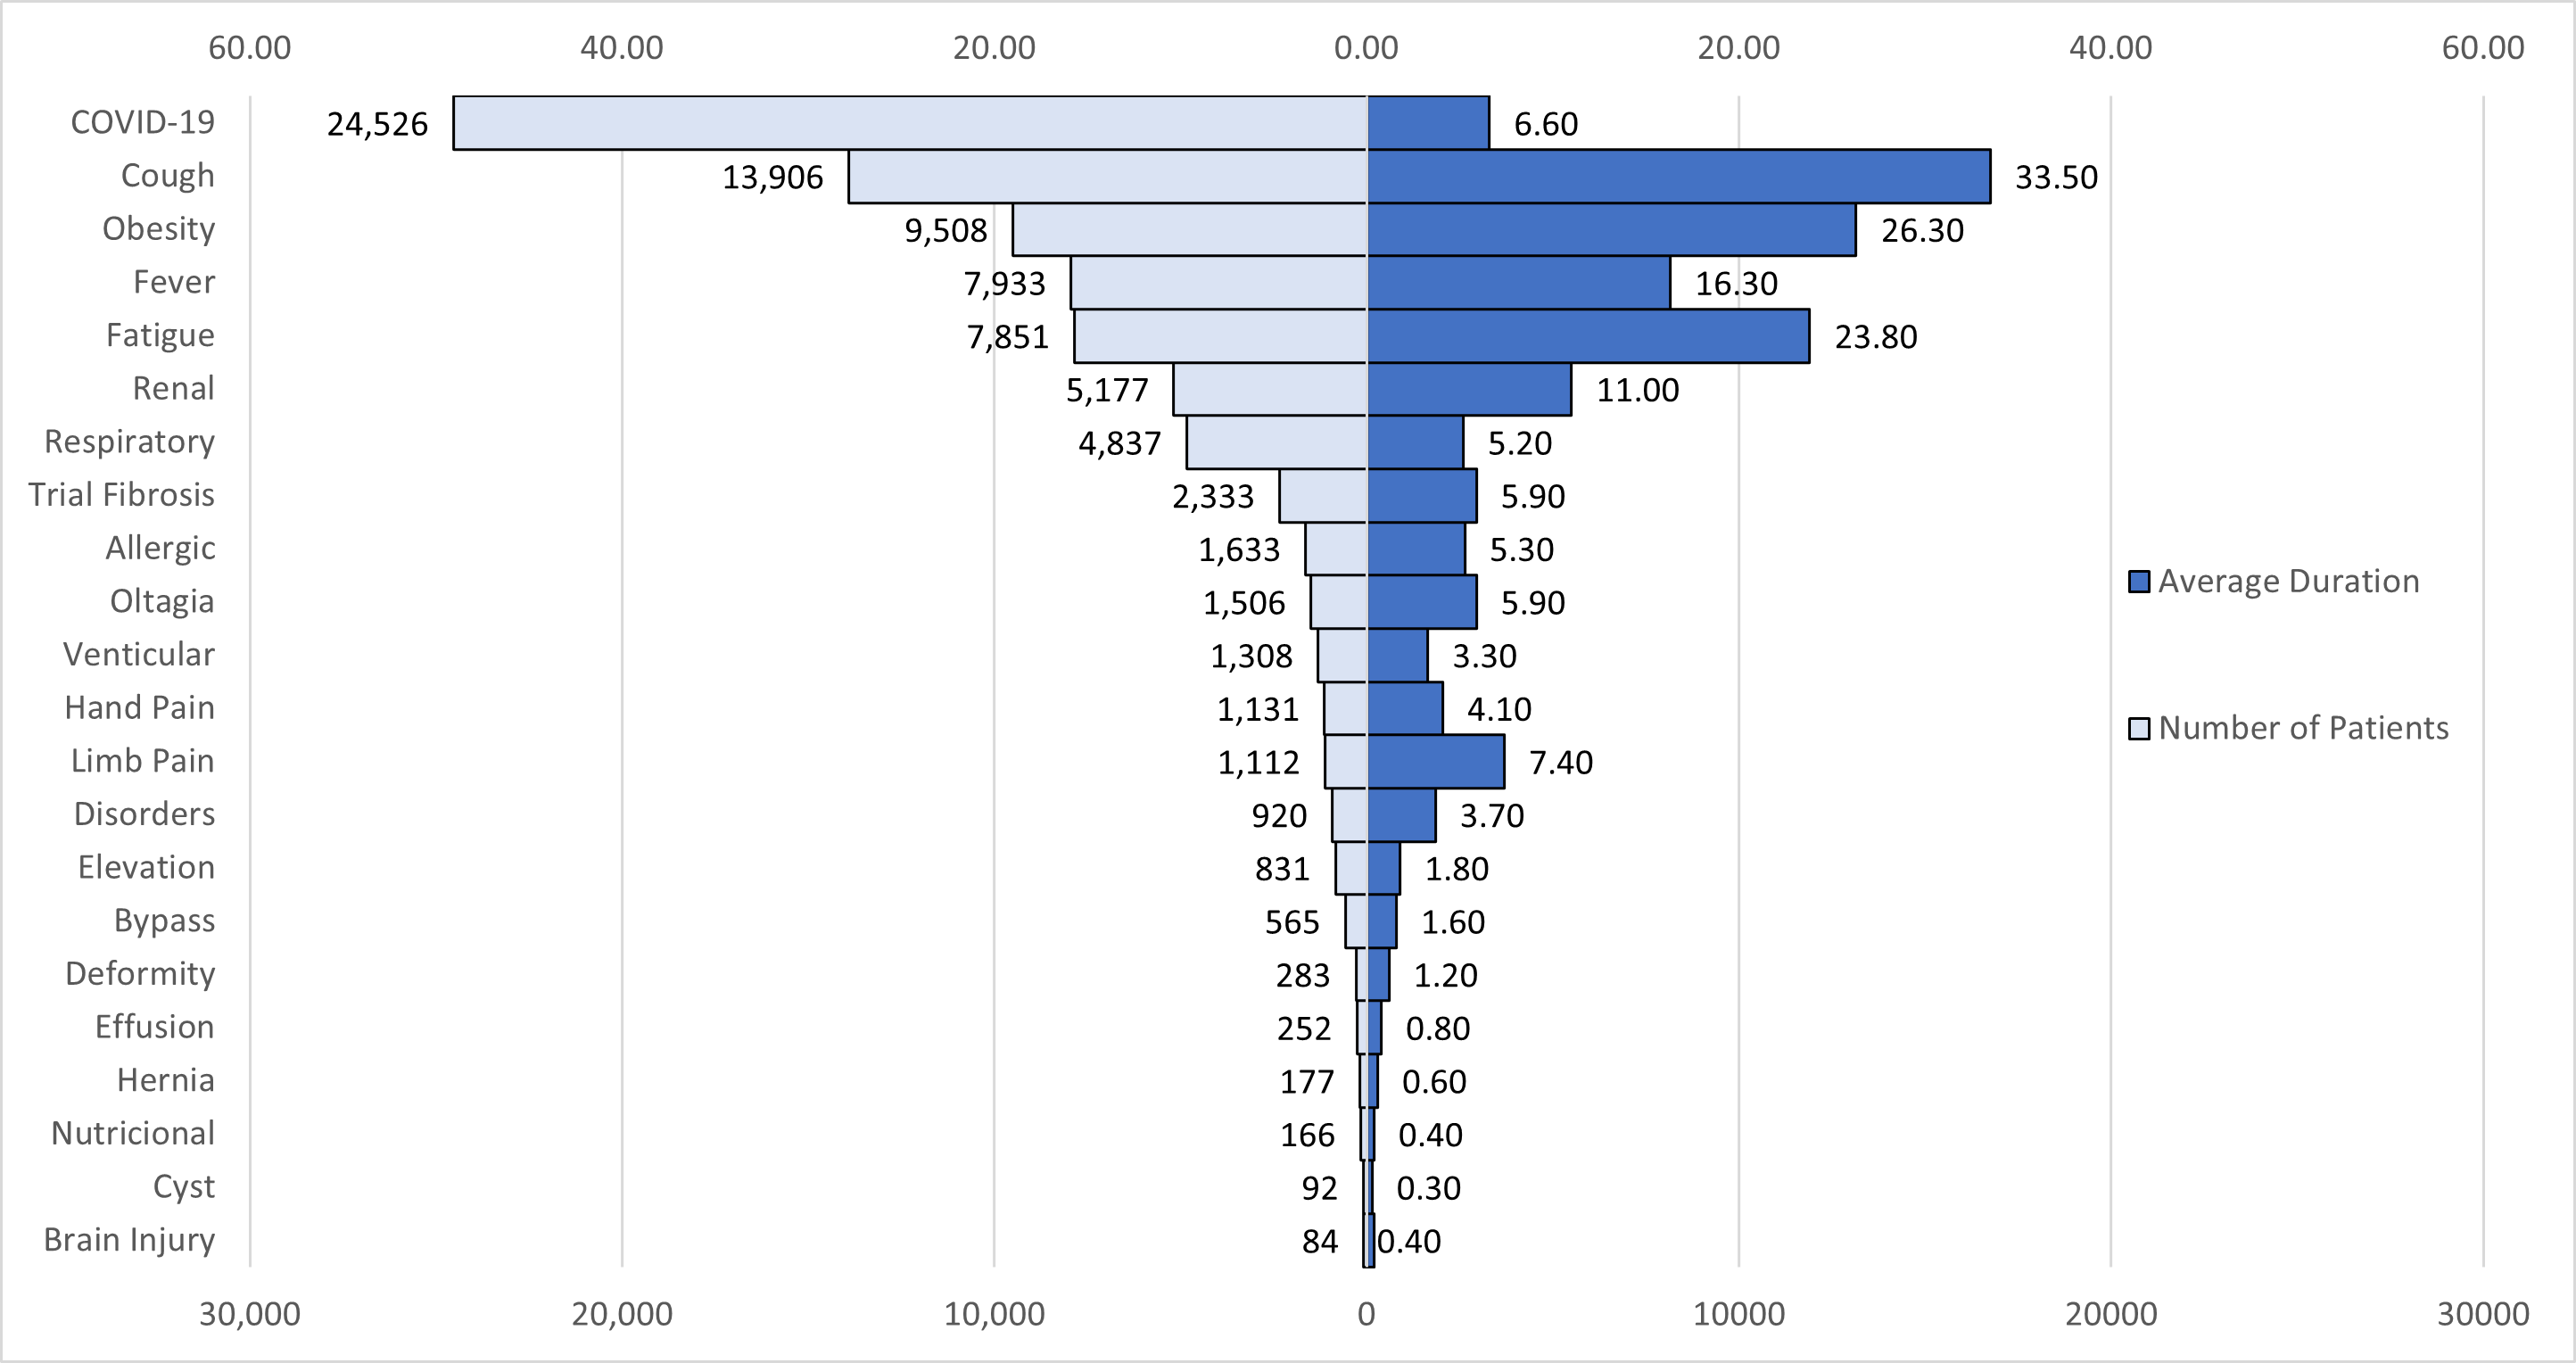 60.00 40.00 20.00 0.00 20.00 40.00 60.00
COVID-19 24,526 6.60
Cough 13,906 33.50
Obesity 9,508 26.30
Fever 7,933 16.30
Fatigue 7,851 23.80
Renal 5,177 11.00
Respiratory 4,837 5.20
Trial Fibrosis 2,333 5.90
Allergic 1,633 5.30
Oltagia 1,506 5.90
Venticular 1,308 3.30
Hand Pain 1,131 4.10
Limb Pain 1,112 7.40
Disorders 920 3.70
Elevation 831 1.80
Bypass 565 1.60
Deformity 283 1.20
Effusion 252 0.80
Hernia 177 0.60
Nutricional 166 0.40
Cyst 92 0.30
Brain Injury 84 0.40
30,000 20,000 10,000 0 10000 20000 30000
Average Duration
Number of Patients